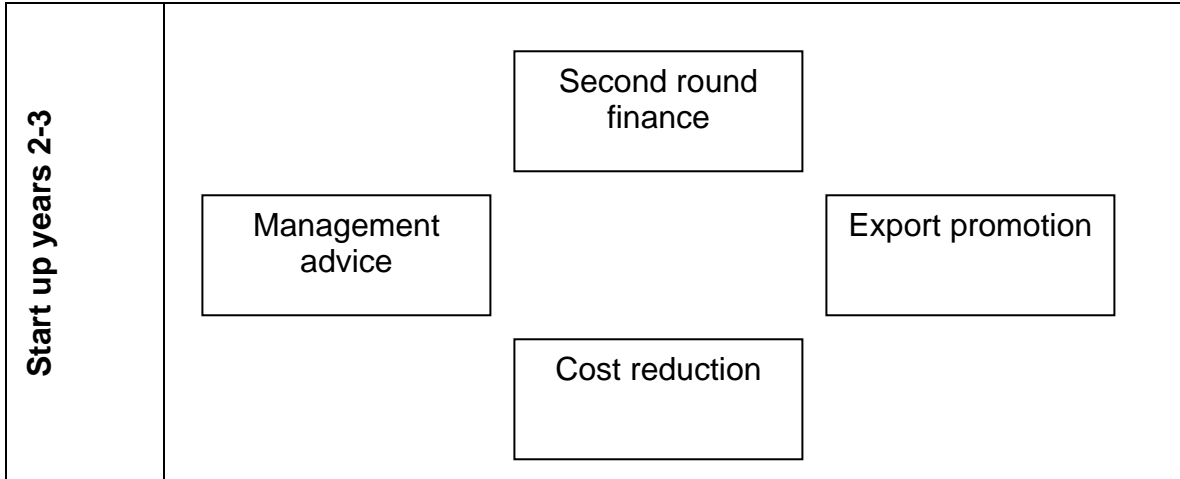 Start up years 2-3
Second round
finance
Management
advice
Export promotion
Cost reduction